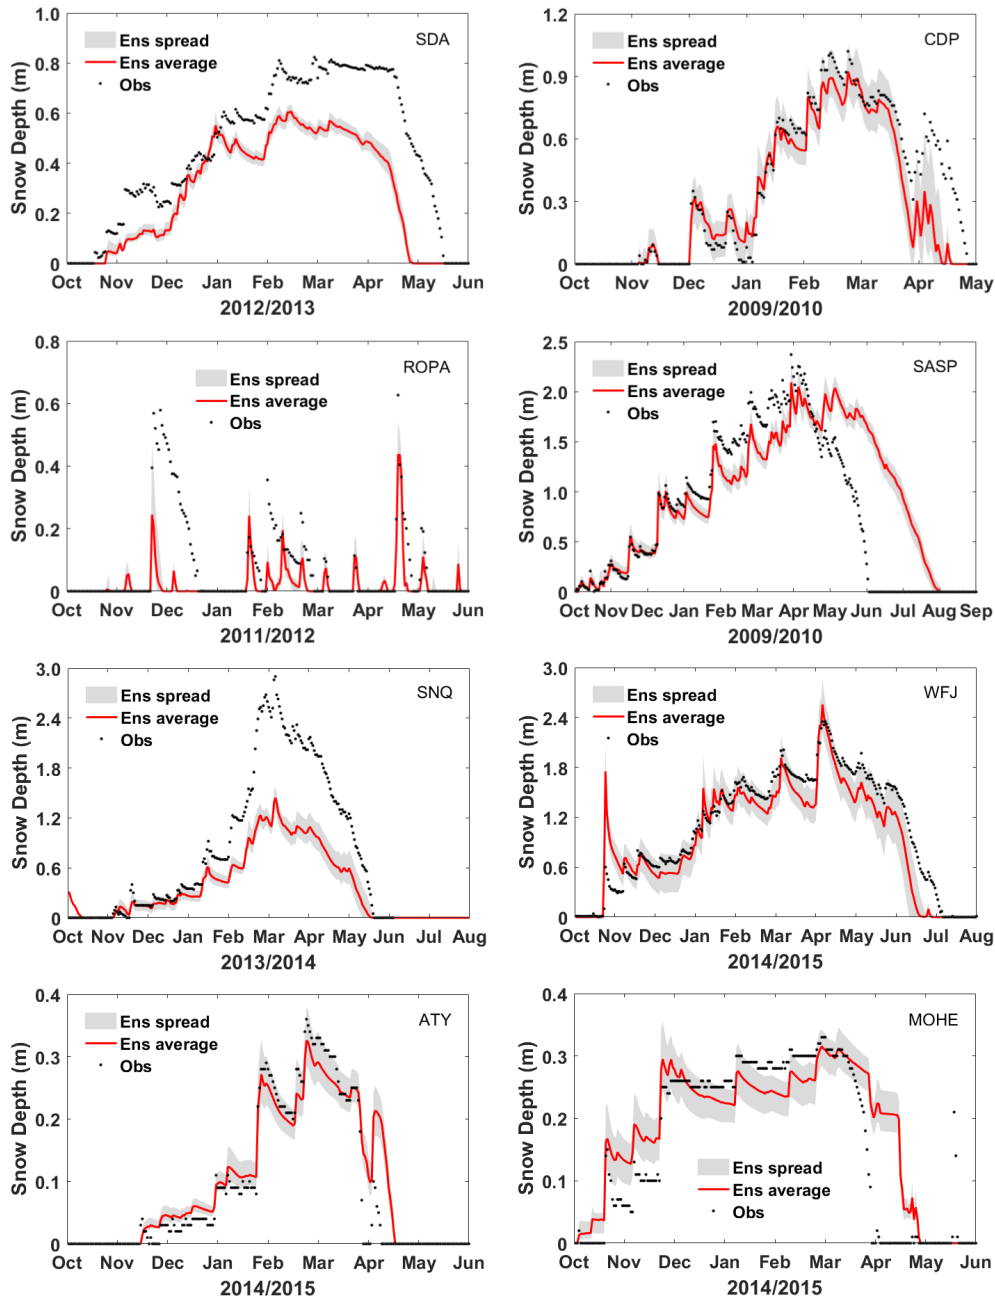 1.0
0.8
0.6
0.4
0.2
0
Snow Depth (m)
Ens spread
Ens average
Obs
SDA
Oct Nov Dec Jan Feb Mar Apr May Jun
2012/2013
1.2
0.9
0.6
0.3
0
Snow Depth (m)
Ens spread
Ens average
Obs
CDP
Oct Nov Dec Jan Feb Mar Apr May
2009/2010
0.8
0.6
0.4
0.2
0
Snow Depth (m)
Ens spread
Ens average
Obs
ROPA
Oct Nov Dec Jan Feb Mar Apr May Jun
2011/2012
2.5
2.0
1.5
1.0
0.5
0
Snow Depth (m)
Ens spread
Ens average
Obs
SASP
Oct Nov Dec Jan Feb Mar Apr May Jun Jul Aug Sep
2009/2010
3.0
2.4
1.8
1.2
0.6
0
Snow Depth (m)
Ens spread
Ens average
Obs
SNQ
Oct Nov Dec Jan Feb Mar Apr May Jun Jul Aug
2013/2014
3.0
2.4
1.8
1.2
0.6
0
Snow Depth (m)
Ens spread
Ens average
Obs
WFJ
Oct Nov Dec Jan Feb Mar Apr May Jun Jul Aug
2014/2015
0.4
0.3
0.2
0.1
0
Snow Depth (m)
Ens spread
Ens average
Obs
ATY
Oct Nov Dec Jan Feb Mar Apr May Jun
2014/2015
0.4
0.3
0.2
0.1
0
Snow Depth (m)
Ens spread
Ens average
Obs
MOHE
Oct Nov Dec Jan Feb Mar Apr May Jun
2014/2015